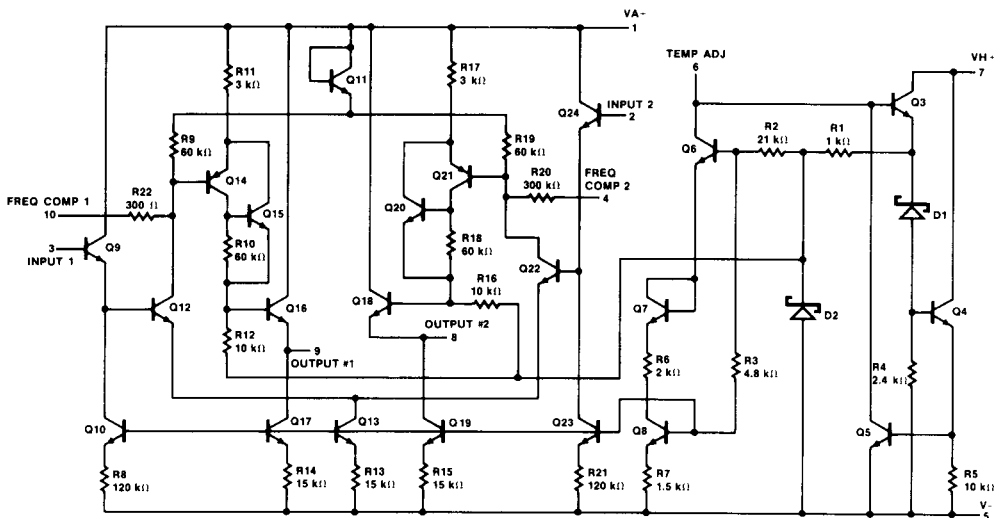 VA-
1
TEMP ADJ
6
VH+
7
R11
3 kΩ
Q11
R17
3 kΩ
Q24
INPUT 2
2
Q3
R9
60 kΩ
R19
60 kΩ
Q6
R2
21 kΩ
R1
1 kΩ
Q14
Q21
R20
300 kΩ
FREQ
COMP 2
4
FREQ COMP 1
10
R22
300 Ω
Q15
Q20
D1
3
INPUT 1
Q9
R10
60 kΩ
R18
60 kΩ
Q22
R16
10 kΩ
Q12
Q16
Q18
Q7
D2
Q4
R12
10 kΩ
OUTPUT #2
8
9
OUTPUT #1
R6
2 kΩ
R3
4.8 kΩ
R4
2.4 kΩ
Q10
Q17
Q13
Q19
Q23
Q8
Q5
R8
120 kΩ
R14
15 kΩ
R13
15 kΩ
R15
15 kΩ
R21
120 kΩ
R7
1.5 kΩ
R5
10 kΩ
V-
5